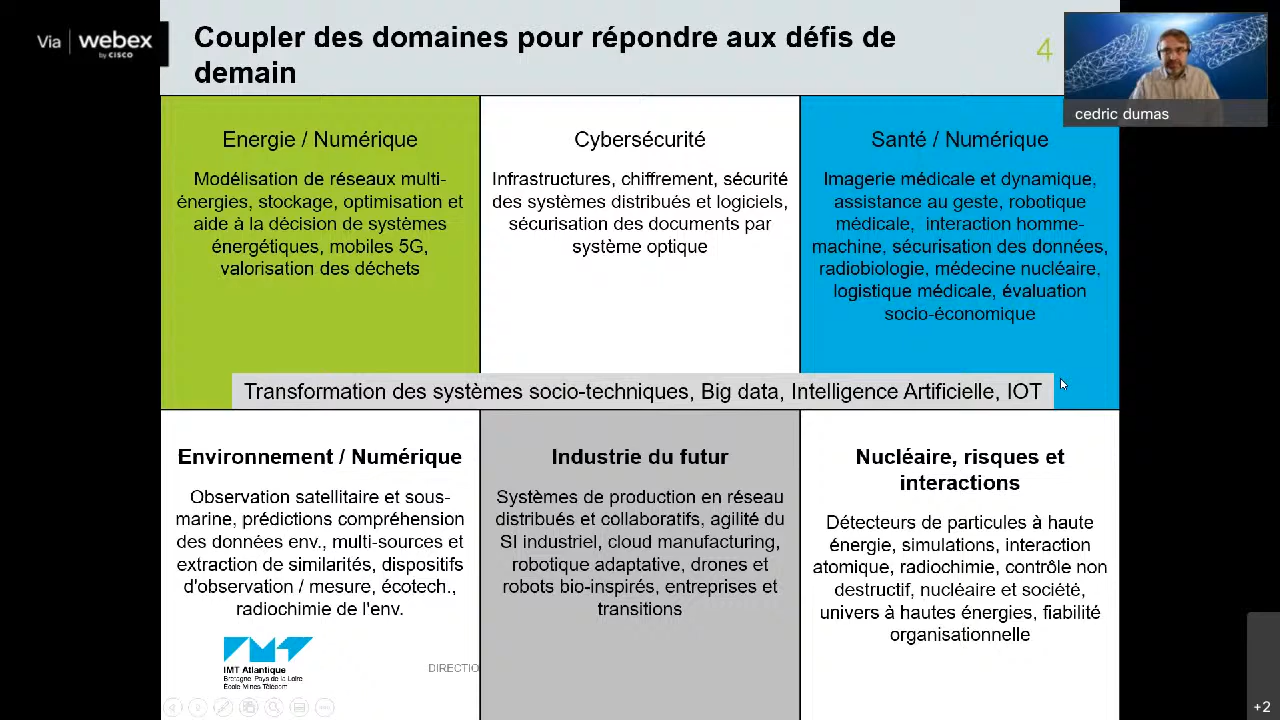 Via webex
by CISCO
Coupler des domaines pour répondre aux défis de
demain
4
cedric dumas
Energie / Numérique
Modélisation de réseaux multi-
énergies, stockage, optimisation et
aide à la décision de systèmes
énergétiques, mobiles 5G,
valorisation des déchets
Cybersécurité
Infrastructures, chiffrement, sécurité
des systèmes distribués et logiciels,
sécurisation des documents par
système optique
Santé / Numérique
Imagerie médicale et dynamique,
assistance au geste, robotique
médicale, interaction homme-
machine, sécurisation des données,
radiobiologie, médecine nucléaire,
logistique médicale, évaluation
socio-économique
Transformation des systèmes socio-techniques, Big data, Intelligence Artificielle, IOT
Environnement / Numérique
Observation satellitaire et sous-
marine, prédictions compréhension
des données env., multi-sources et
extraction de similarités, dispositifs
d'observation / mesure, écotech.,
radiochimie de l'env.
Industrie du futur
Systèmes de production en réseau
distribués et collaboratifs, agilité du
SI industriel, cloud manufacturing,
robotique adaptative, drones et
robots bio-inspirés, entreprises et
transitions
Nucléaire, risques et
interactions
Détecteurs de particules à haute
énergie, simulations, interaction
atomique, radiochimie, contrôle non
destructif, nucléaire et société,
univers à hautes énergies, fiabilité
organisationnelle
IMT Atlantique
Bretagne-Pays de la Loire
École Mines-Télécom
DIRECTIO
+2